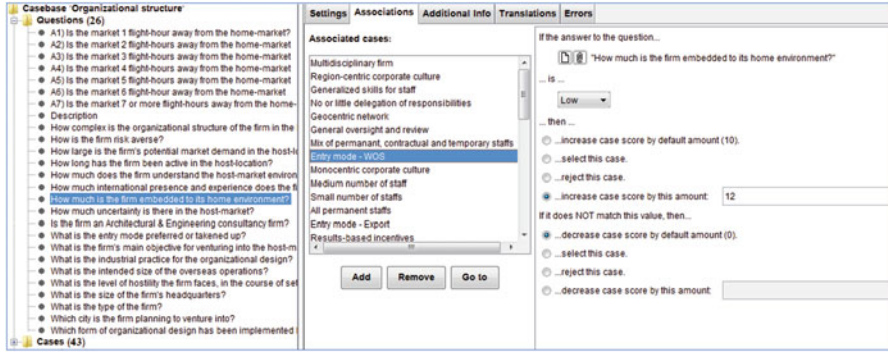 Casebase 'Organizational structure'
Questions (26)
A1) Is the market 1 flight-hour away from the home-market?
A2) Is the market 2 flight-hours away from the home-market
A3) Is the market 3 flight-hours away from the home-market
A4) Is the market 4 flight-hours away from the home-market
A5) Is the market 5 flight-hours away from the home-market
A6) Is the market 6 flight-hours away from the home-market
A7) Is the market 7 or more flight-hours away from the home-
Description
How complex is the organizational structure of the firm in the
How is the firm risk averse?
How large is the firm's potential market demand in the host-l
How long has the firm been active in the host-location?
How much does the firm understand the host-market environ
How much international presence and experience does the fi
How much is the firm embedded to its home environment?
How much uncertainty is there in the host-market?
Is the firm an Architectural & Engineering consultancy firm?
What is the entry mode preferred or takened up?
What is the firm's main objective for venturing into the host-m
What is the industrial practice for the organizational design?
What is the intended size of the overseas operations?
What is the level of hostility the firm faces, in the course of set
What is the size of the firm's headquarters?
What is the type of the firm?
Which city is the firm planning to venture into?
Which form of organizational design has been implemented
Cases (43)
Settings Associations Additional Info Translations Errors
Associated cases:
Multidisciplinary firm
Region-centric corporate culture
Generalized skills for staff
No or little delegation of responsibilities
Geocentric network
General oversight and review
Mix of permanant, contractual and temporary staffs
Entry mode - WOS
Monocentric corporate culture
Medium number of staff
Small number of staffs
All permanent staffs
Entry mode - Export
Results-based incentives
Add Remove Go to
If the answer to the question...
"How much is the firm embedded to its home environment?"
... is ...
Low
... then ...
...increase case score by default amount (10).
...select this case.
...reject this case.
...increase case score by this amount: 12
If it does NOT match this value, then...
...decrease case score by default amount (0).
...select this case.
...reject this case.
...decrease case score by this amount: